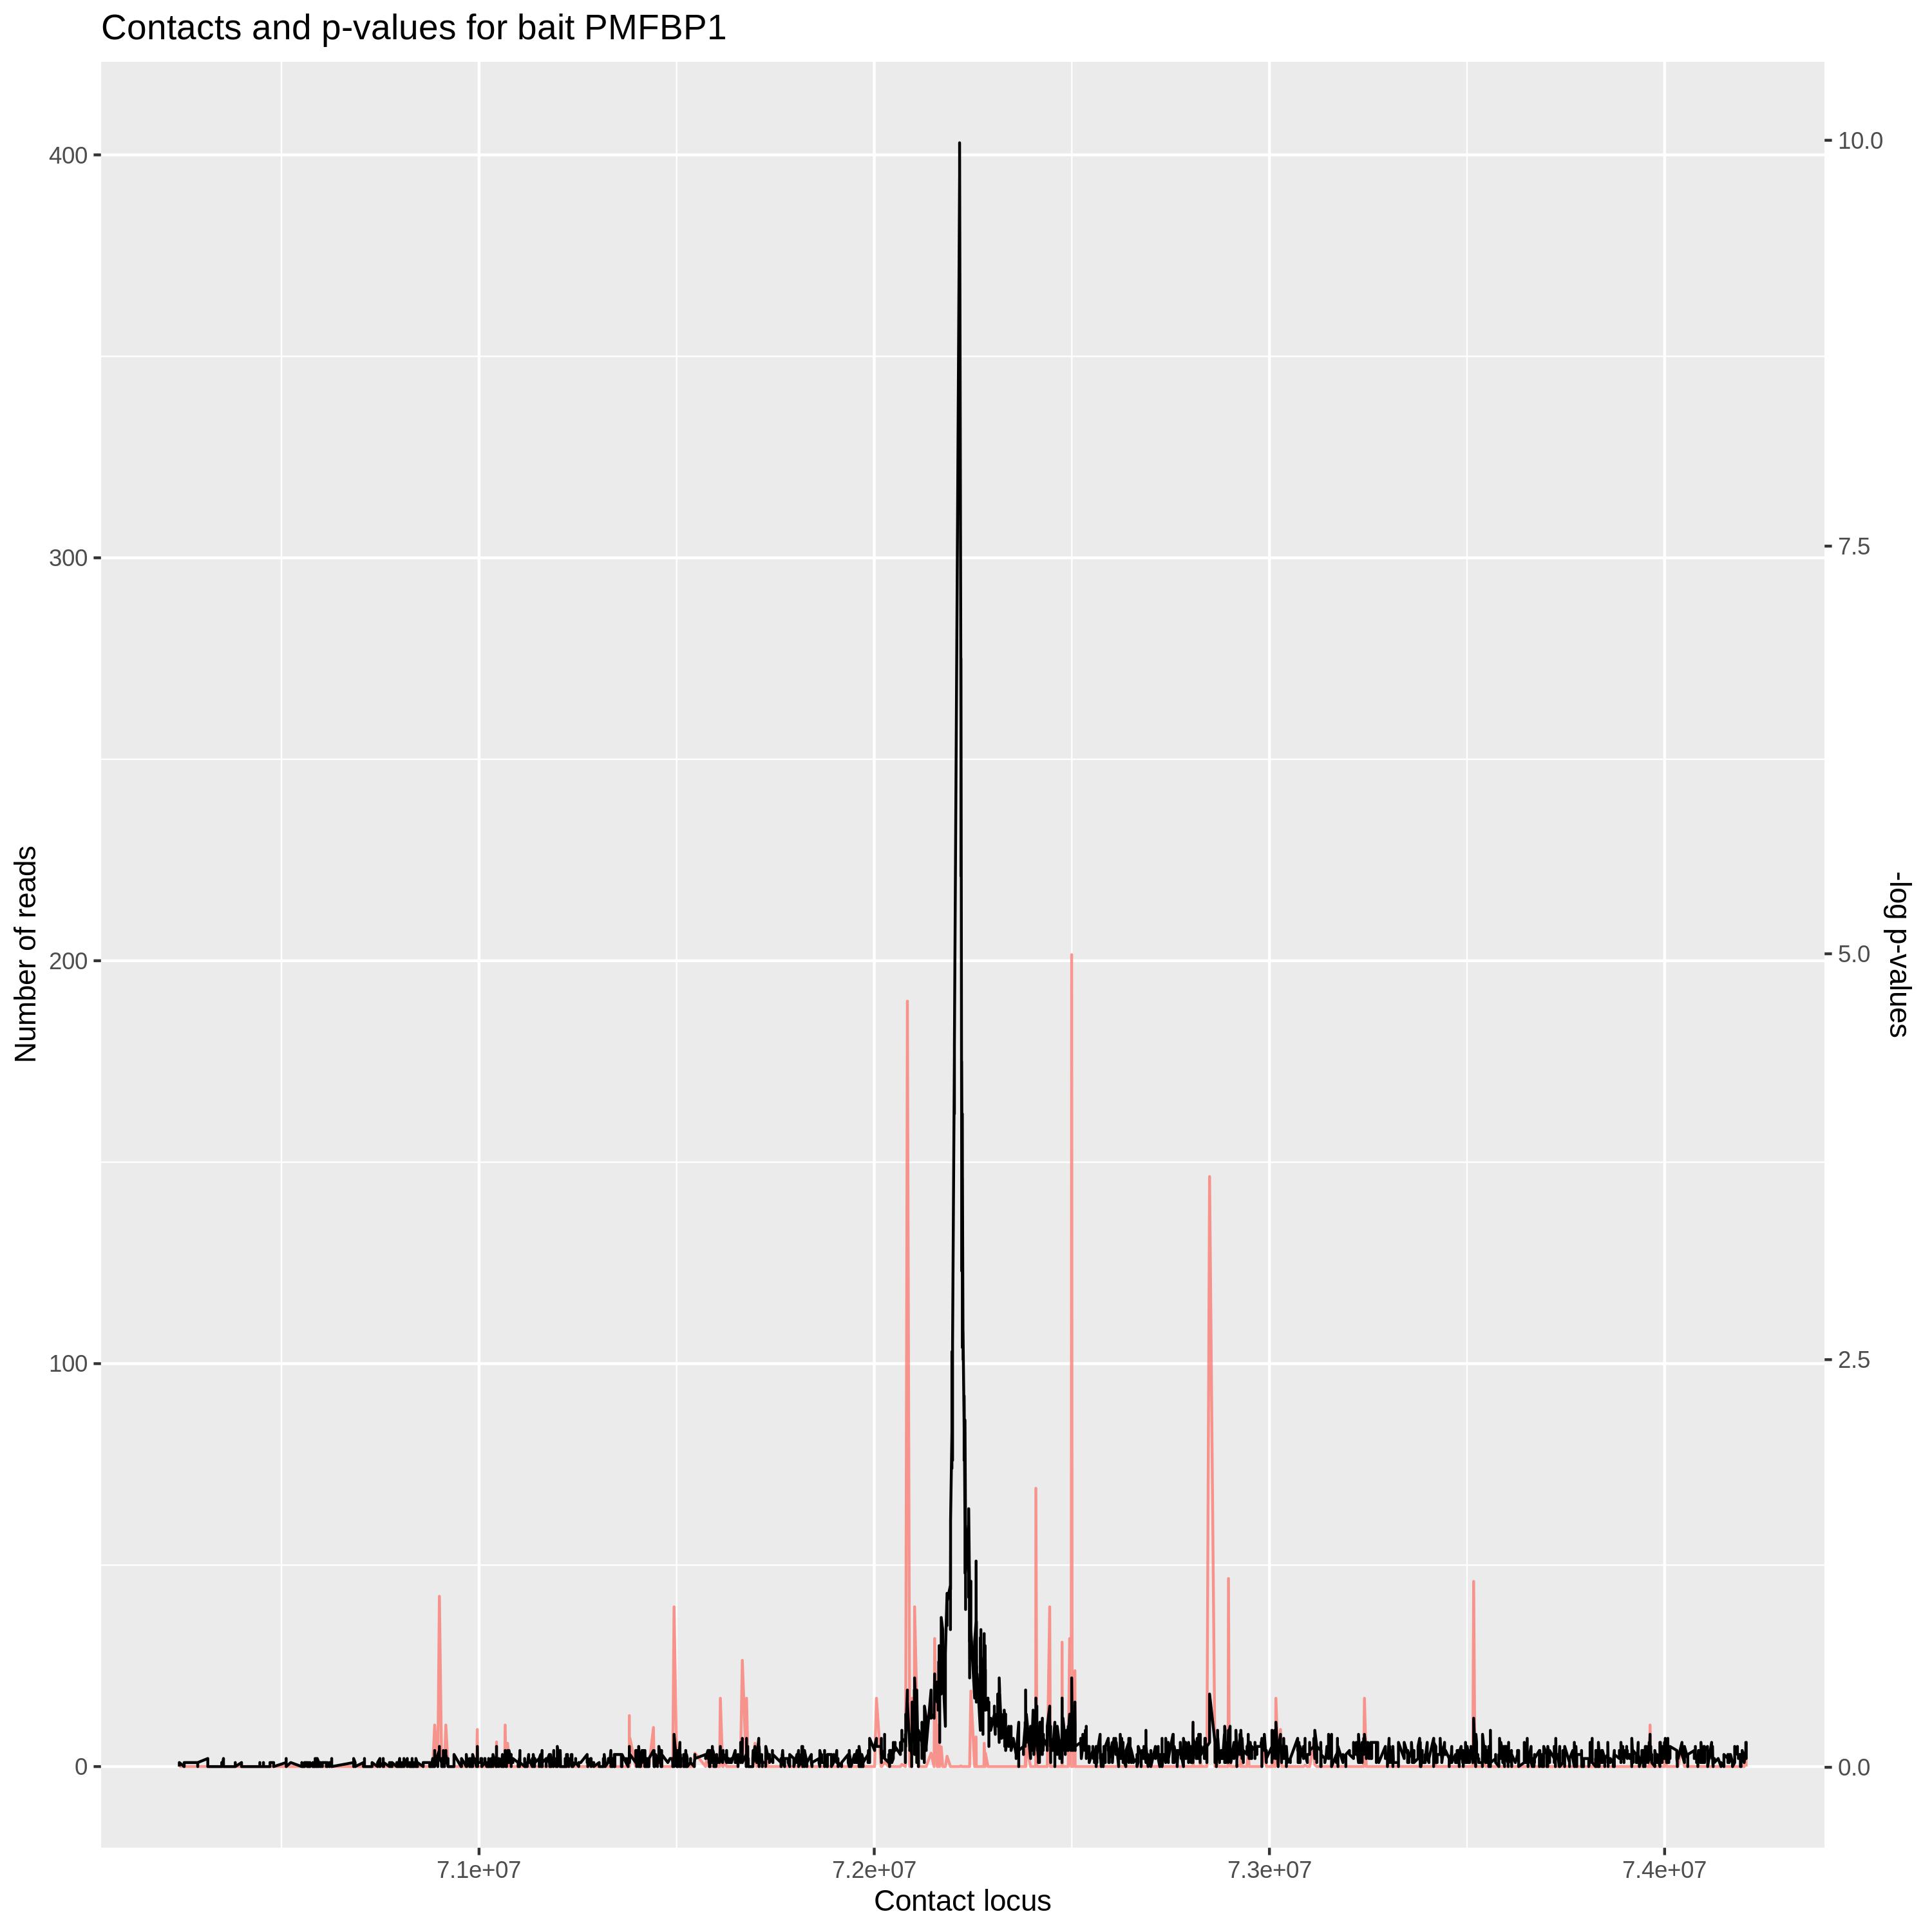 Contacts and p-values for bait PMFBP1
400
300
200
100
0
Number of reads
10.0
7.5
5.0
2.5
0.0
-log p-values
7.1e+07
7.2e+07
7.3e+07
7.4e+07
Contact locus